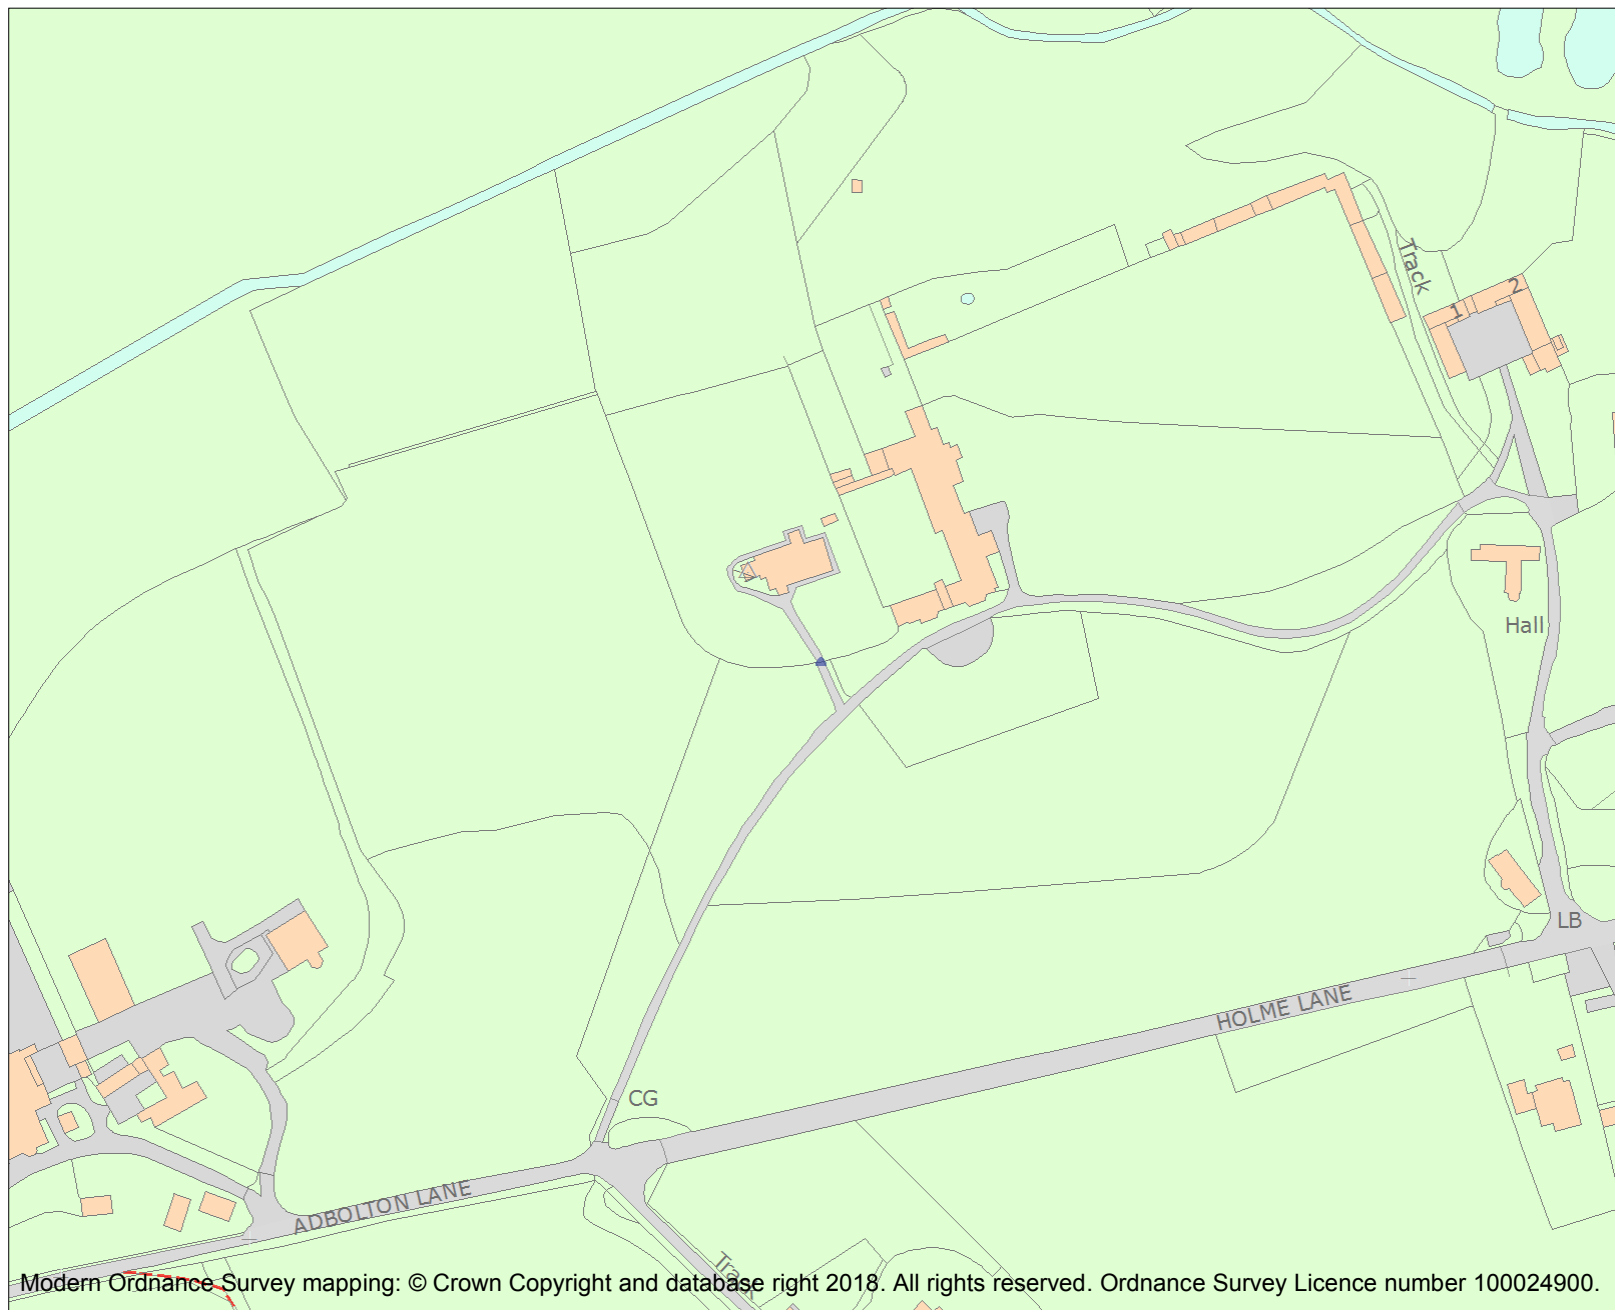 Track
1
2
Hall
LB
HOLME LANE
CG
ADBOLTON LANE
Track
Modern Ordnance Survey mapping: © Crown Copyright and database right 2018. All rights reserved. Ordnance Survey Licence number 100024900.